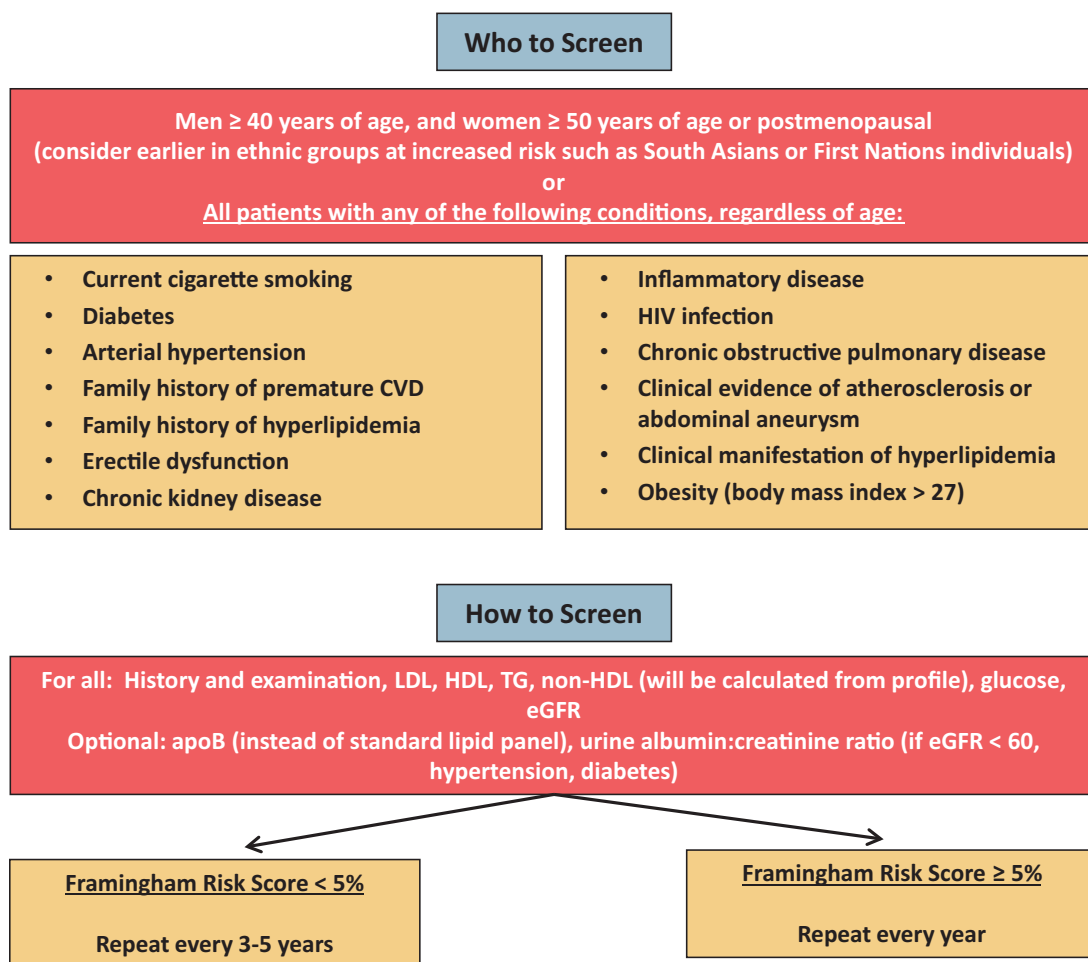 Who to Screen
Men ≥ 40 years of age, and women ≥ 50 years of age or postmenopausal
(consider earlier in ethnic groups at increased risk such as South Asians or First Nations individuals)
or
All patients with any of the following conditions, regardless of age:
• Current cigarette smoking
• Diabetes
• Arterial hypertension
• Family history of premature CVD
• Family history of hyperlipidemia
• Erectile dysfunction
• Chronic kidney disease
• Inflammatory disease
• HIV infection
• Chronic obstructive pulmonary disease
• Clinical evidence of atherosclerosis or
abdominal aneurysm
• Clinical manifestation of hyperlipidemia
• Obesity (body mass index > 27)
How to Screen
For all: History and examination, LDL, HDL, TG, non-HDL (will be calculated from profile), glucose,
eGFR
Optional: apoB (instead of standard lipid panel), urine albumin:creatinine ratio (if eGFR < 60,
hypertension, diabetes)
Framingham Risk Score < 5%
Repeat every 3-5 years
Framingham Risk Score ≥ 5%
Repeat every year